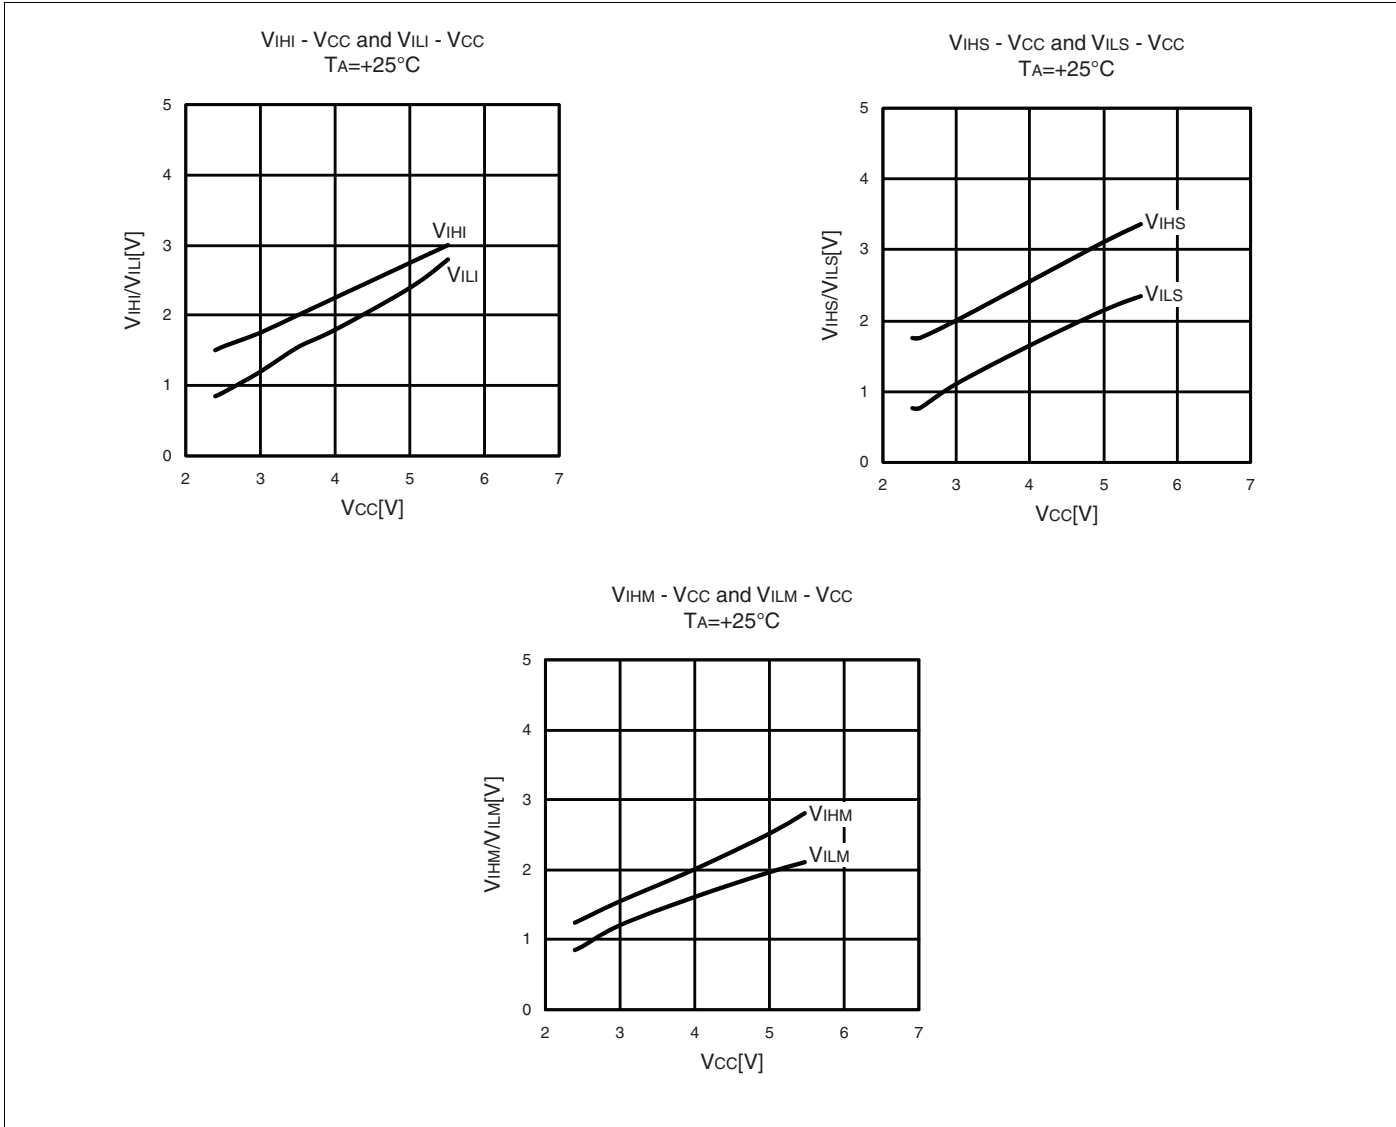 VIHI - VCC and VILI - VCC
TA=+25°C
5
4
3
2
1
0
2 3 4 5 6 7
VIHI/VILI[V]
VIHI
VILI
VCC[V]
VIHS - VCC and VILS - VCC
TA=+25°C
5
4
3
2
1
0
2 3 4 5 6 7
VIHS/VILS[V]
VIHS
VILS
VCC[V]
VIHM - VCC and VILM - VCC
TA=+25°C
5
4
3
2
1
0
2 3 4 5 6 7
VIHM/VILM[V]
VIHM
VILM
VCC[V]